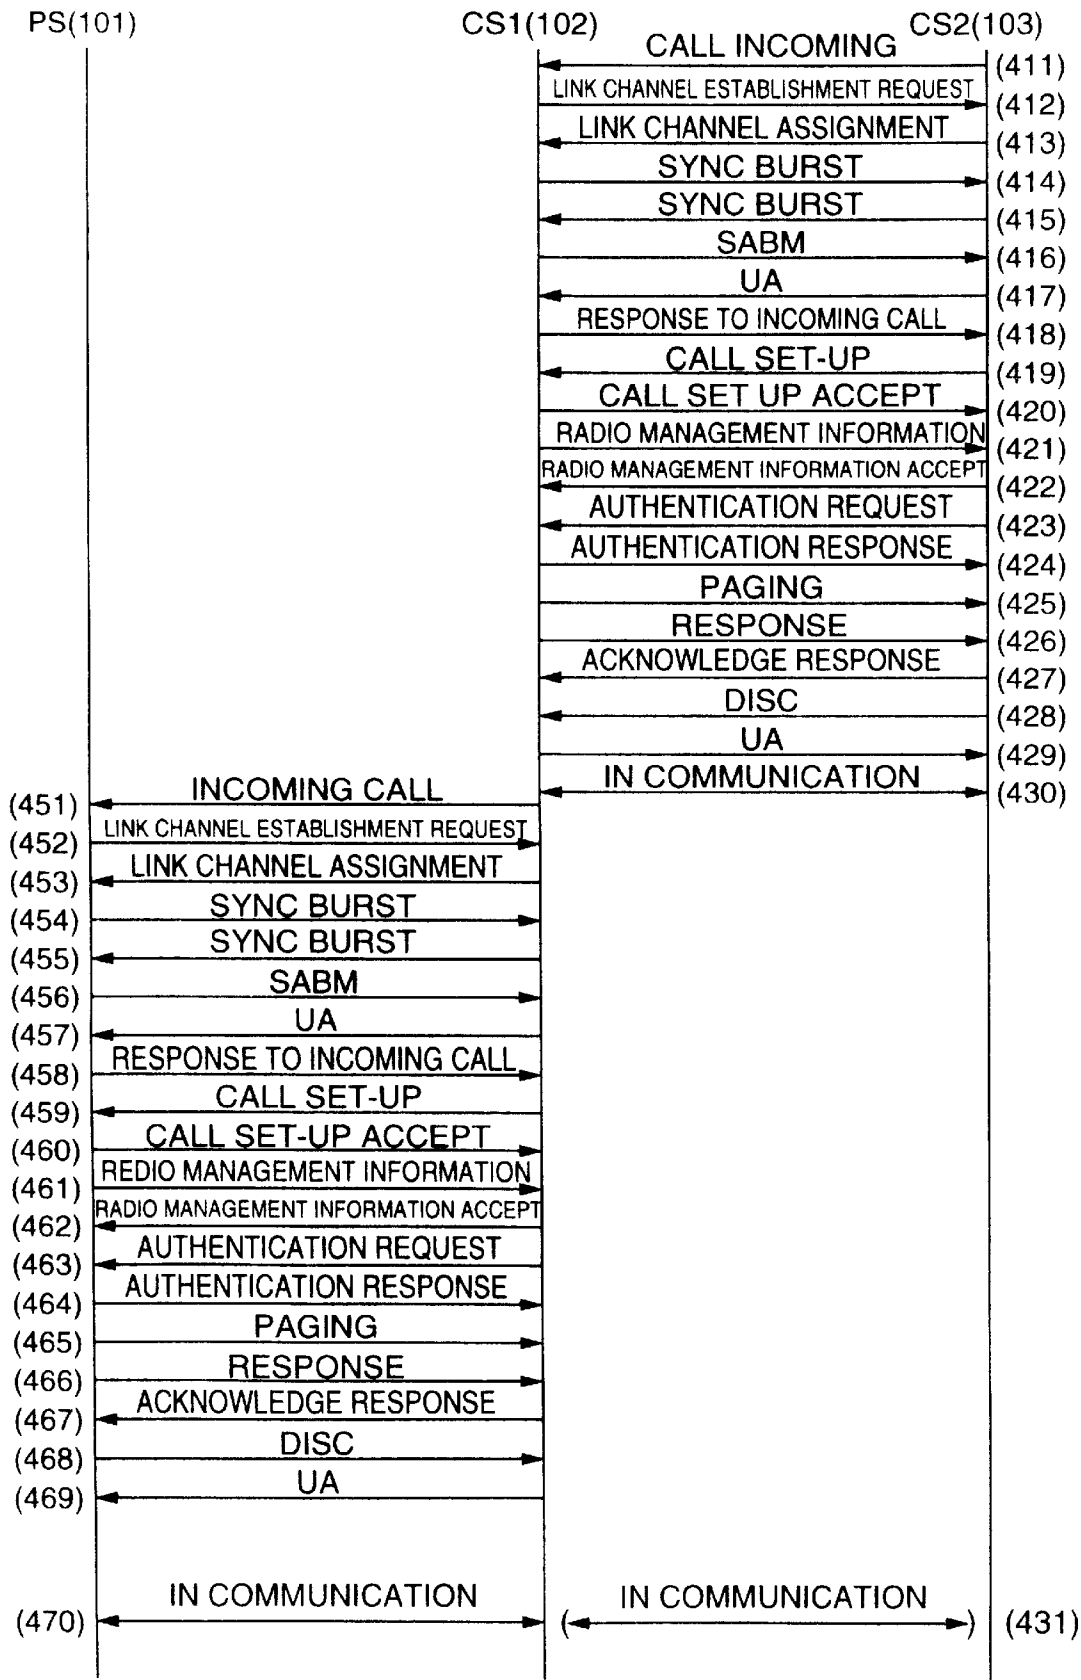 PS(101) CS1(102) CS2(103)
CALL INCOMING (411)
LINK CHANNEL ESTABLISHMENT REQUEST (412)
LINK CHANNEL ASSIGNMENT (413)
SYNC BURST (414)
SYNC BURST (415)
SABM (416)
UA (417)
RESPONSE TO INCOMING CALL (418)
CALL SET-UP (419)
CALL SET UP ACCEPT (420)
RADIO MANAGEMENT INFORMATION (421)
RADIO MANAGEMENT INFORMATION ACCEPT (422)
AUTHENTICATION REQUEST (423)
AUTHENTICATION RESPONSE (424)
PAGING (425)
RESPONSE (426)
ACKNOWLEDGE RESPONSE (427)
DISC (428)
UA (429)
IN COMMUNICATION (430)
(451) INCOMING CALL
(452) LINK CHANNEL ESTABLISHMENT REQUEST
(453) LINK CHANNEL ASSIGNMENT
(454) SYNC BURST
(455) SYNC BURST
(456) SABM
(457) UA
(458) RESPONSE TO INCOMING CALL
(459) CALL SET-UP
(460) CALL SET-UP ACCEPT
(461) REDIO MANAGEMENT INFORMATION
(462) RADIO MANAGEMENT INFORMATION ACCEPT
(463) AUTHENTICATION REQUEST
(464) AUTHENTICATION RESPONSE
(465) PAGING
(466) RESPONSE
(467) ACKNOWLEDGE RESPONSE
(468) DISC
(469) UA
(470) IN COMMUNICATION ( IN COMMUNICATION ) (431)